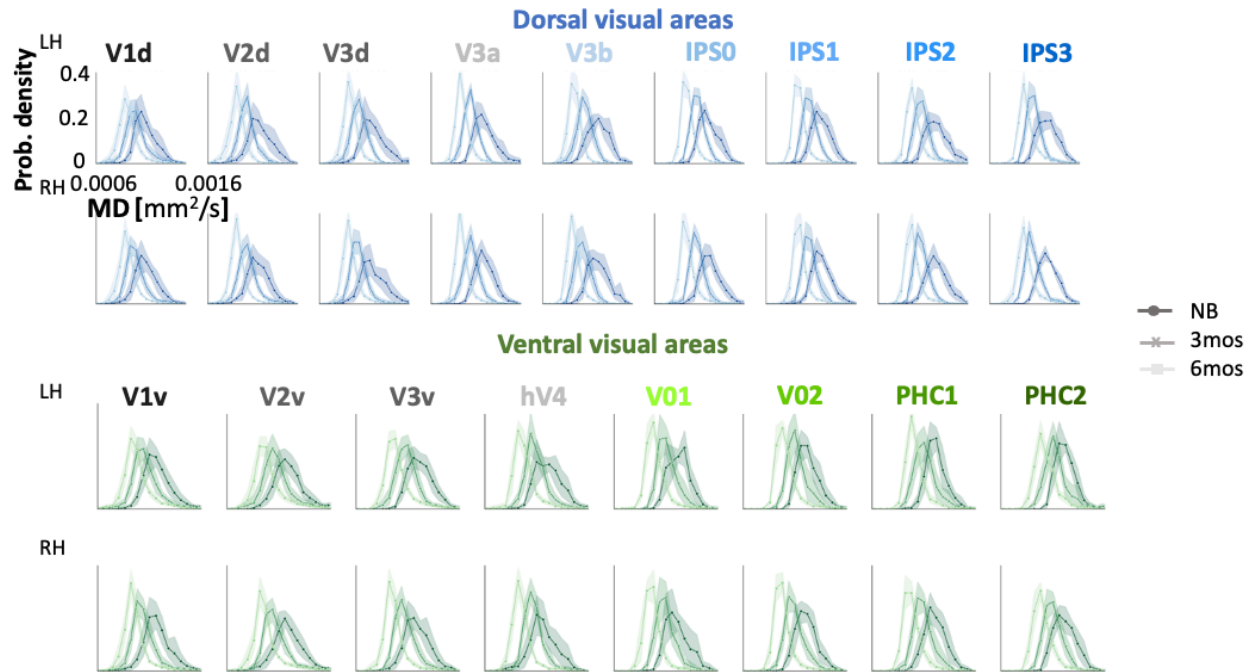 Dorsal visual areas
LH
V1d V2d V3d V3a V3b IPS0 IPS1 IPS2 IPS3
Prob. density
0.4
0.2
0
RH
0.0006 0.0016
MD [mm²/s]
NB
3mos
6mos
Ventral visual areas
LH
V1v V2v V3v hV4 V01 V02 PHC1 PHC2
RH